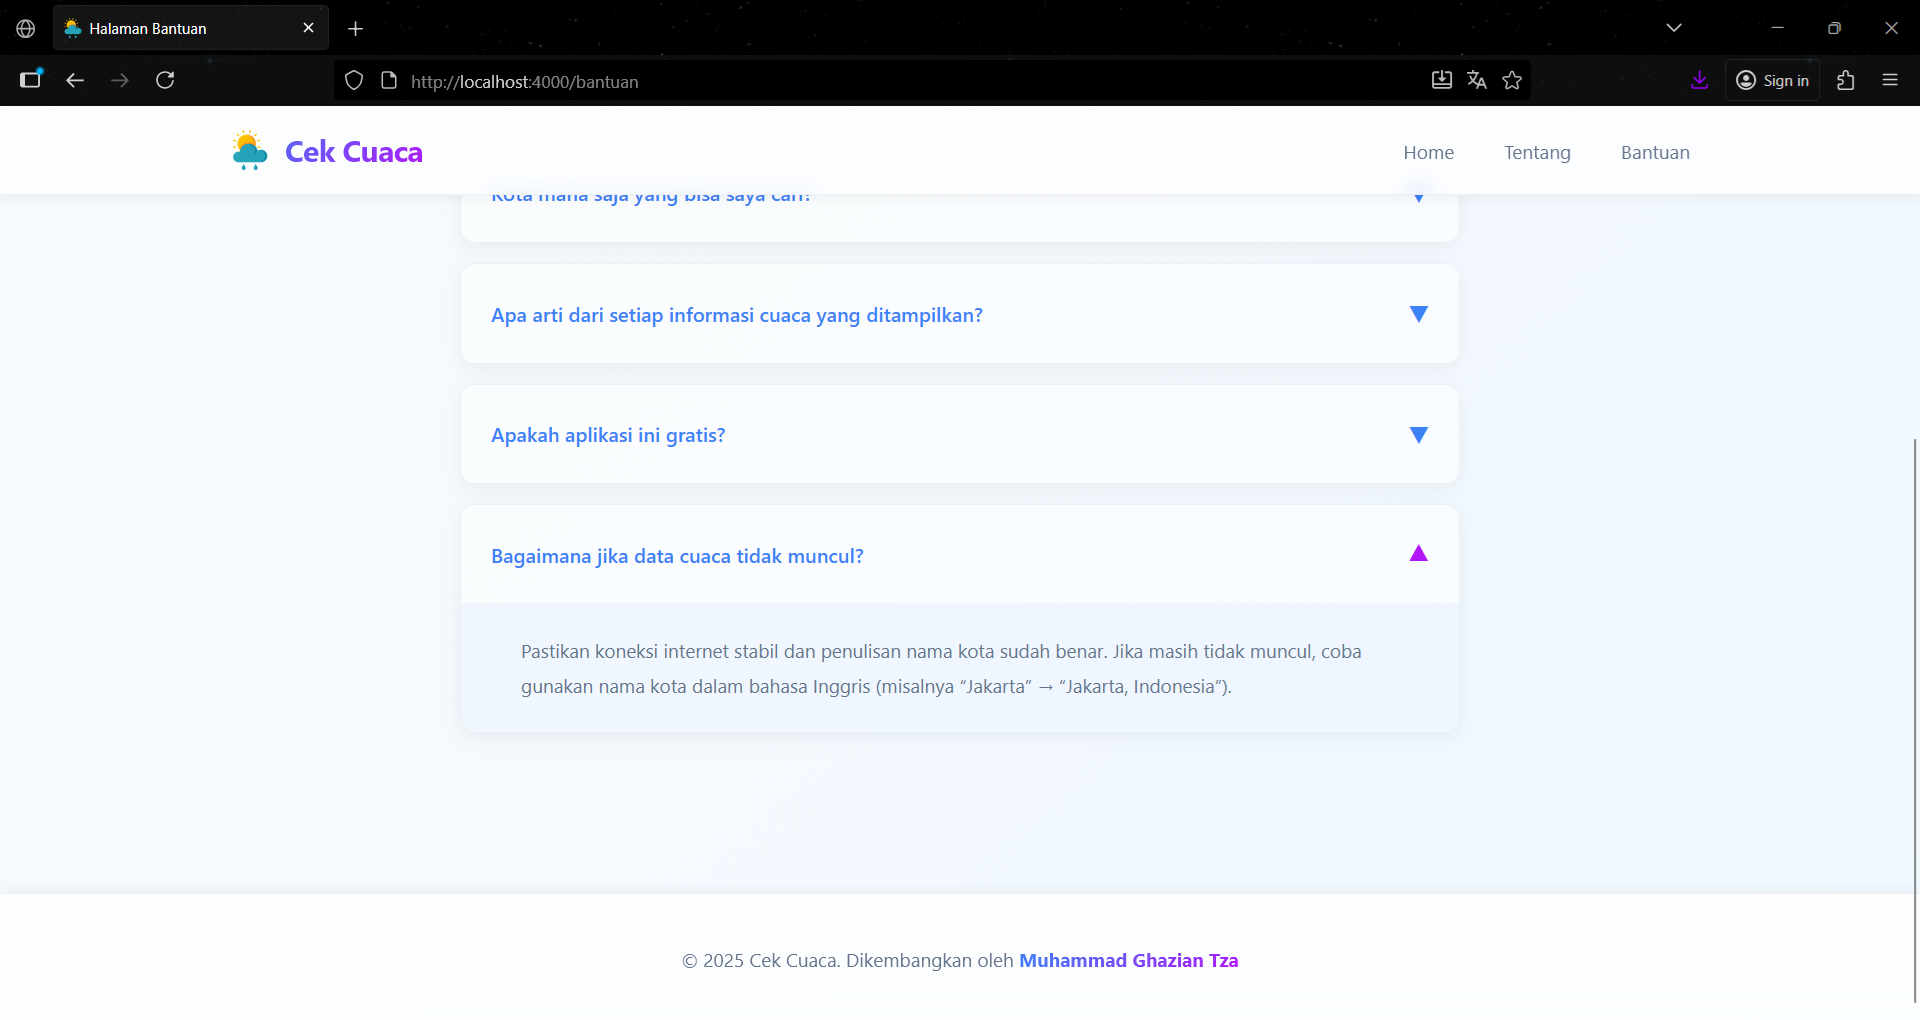 Halaman Bantuan
http://localhost:4000/bantuan
Sign in
Cek Cuaca
Home
Tentang
Bantuan
Kota mana saja yang bisa saya cari?
Apa arti dari setiap informasi cuaca yang ditampilkan?
Apakah aplikasi ini gratis?
Bagaimana jika data cuaca tidak muncul?
Pastikan koneksi internet stabil dan penulisan nama kota sudah benar. Jika masih tidak muncul, coba
gunakan nama kota dalam bahasa Inggris (misalnya “Jakarta” → “Jakarta, Indonesia”).
© 2025 Cek Cuaca. Dikembangkan oleh Muhammad Ghazian Tza